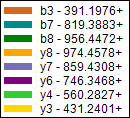 b3 - 391.1976+
b7 - 819.3883+
b8 - 956.4472+
y8 - 974.4578+
y7 - 859.4308+
y6 - 746.3468+
y4 - 560.2827+
y3 - 431.2401+